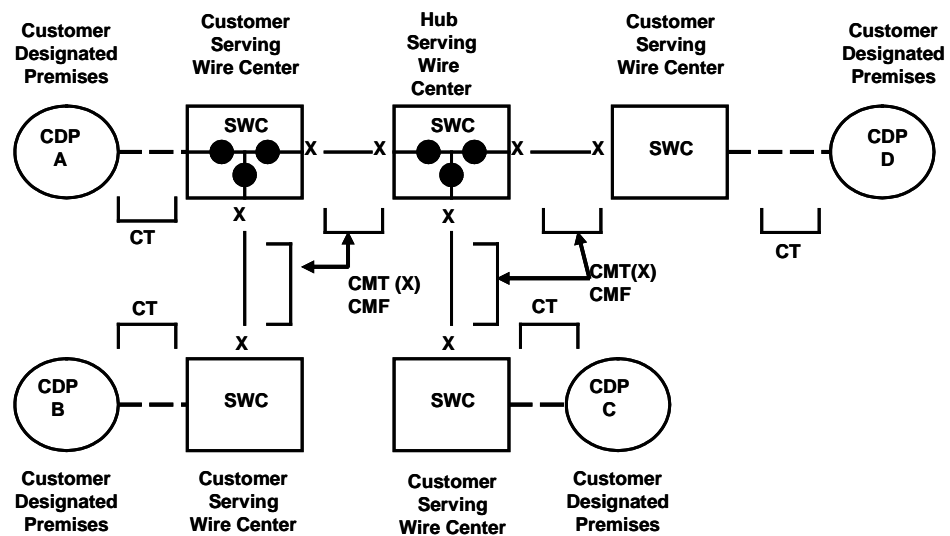 Customer
Designated
Premises
Customer
Serving
Wire Center
Hub
Serving
Wire
Center
Customer
Serving
Wire Center
Customer
Designated
Premises
CDP
A
SWC
X
X
SWC
X
X
SWC
CDP
D
CT
X
X
CT
CMT (X)
CMF
CMT(X)
CMF
CT
CT
X
X
CDP
B
SWC
SWC
CDP
C
Customer
Designated
Premises
Customer
Serving
Wire Center
Customer
Serving
Wire Center
Customer
Designated
Premises